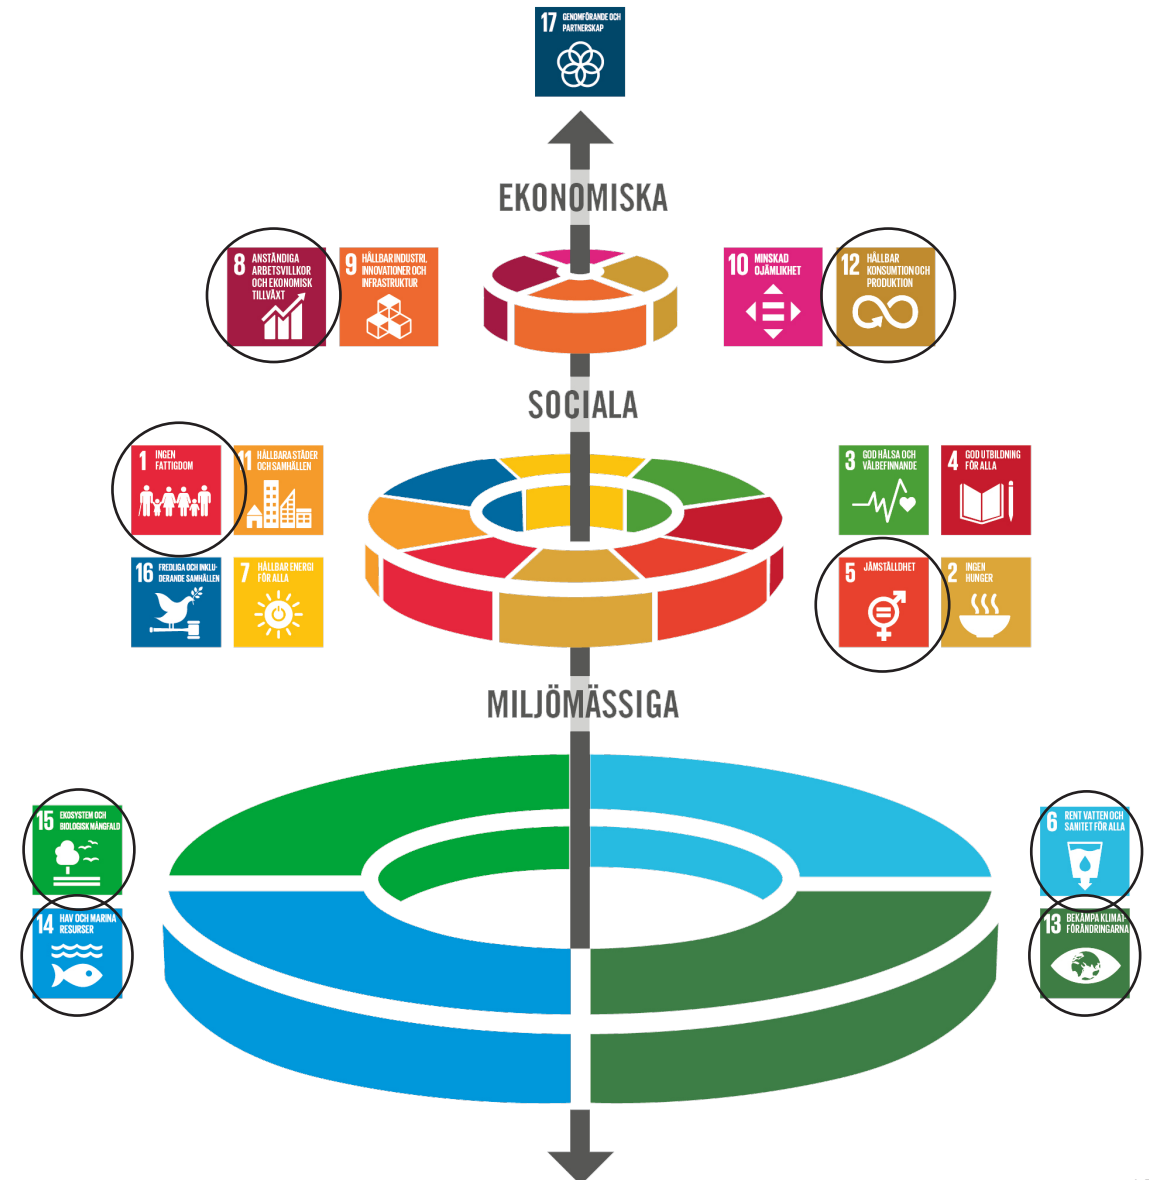 17 GENOMFÖRANDE OCH
PARTNERSKAP
EKONOMISKA
8 ANSTÄNDIGA
ARBETSVILLKOR
OCH EKONOMISK
TILLVÄXT
9 HÅLLBAR INDUSTRI,
INNOVATIONER OCH
INFRASTRUKTUR
10 MINSKAD
OJÄMLIKHET
12 HÅLLBAR
KONSUMTION OCH
PRODUKTION
SOCIALA
1 INGEN
FATTIGDOM
11 HÅLLBARA STÄDER
OCH SAMHÄLLEN
3 GOD HÄLSA OCH
VÄLBEFINNANDE
4 GOD UTBILDNING
FÖR ALLA
16 FREDLIGA OCH INKLU-
DERANDE SAMHÄLLEN
7 HÅLLBAR ENERGI
FÖR ALLA
5 JÄMSTÄLLDHET
2 INGEN
HUNGER
MILJÖMÄSSIGA
15 EKOSYSTEM OCH
BIOLOGISK MÅNGFALD
6 RENT VATTEN OCH
SANITET FÖR ALLA
14 HAV OCH MARINA
RESURSER
13 BEKÄMPA KLIMAT-
FÖRÄNDRINGARNA